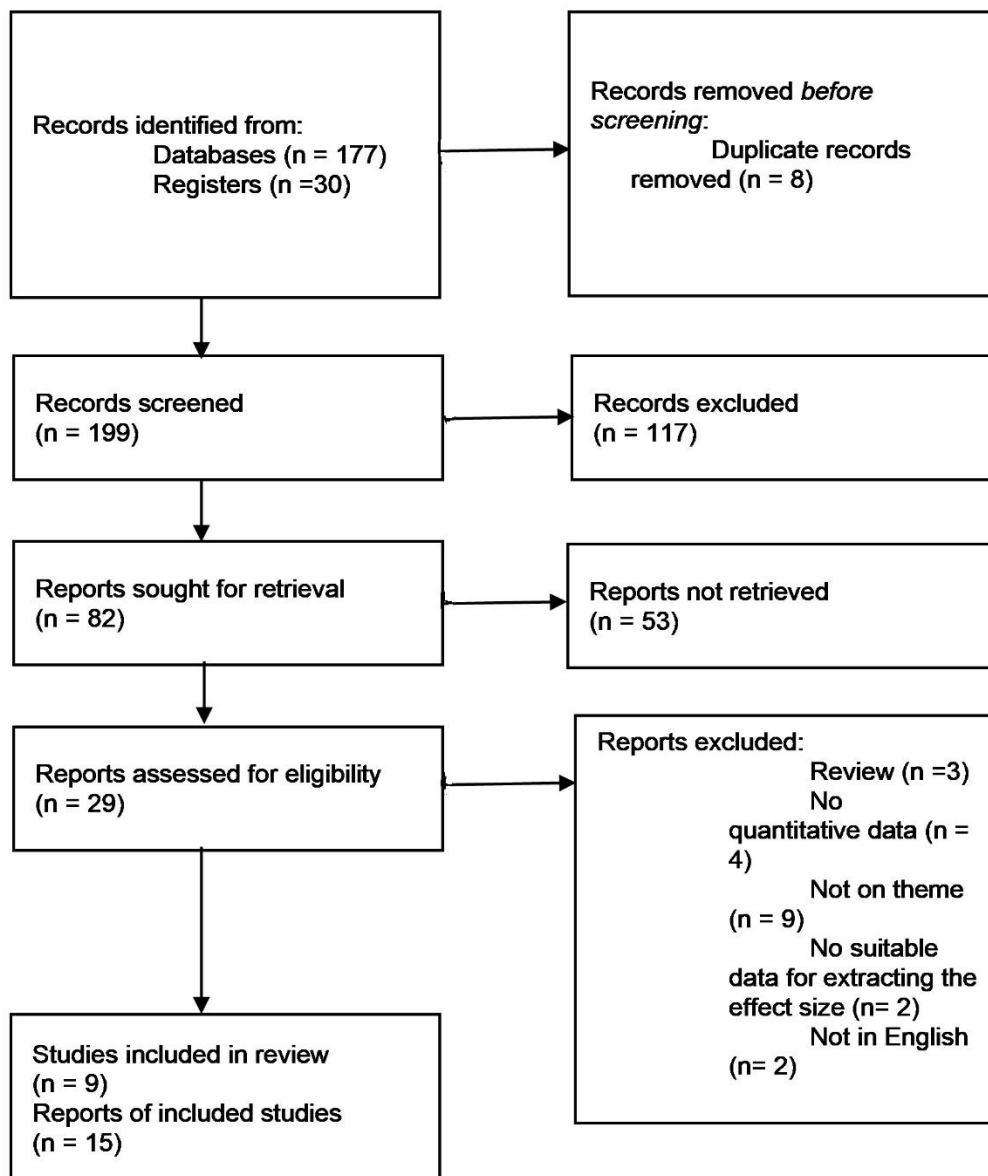 Records identified from:
Databases (n = 177)
Registers (n =30)
Records removed before
screening:
Duplicate records
removed (n = 8)
Records screened
(n = 199)
Records excluded
(n = 117)
Reports sought for retrieval
(n = 82)
Reports not retrieved
(n = 53)
Reports assessed for eligibility
(n = 29)
Reports excluded:
Review (n =3)
No
quantitative data (n =
4)
Not on theme
(n = 9)
No suitable
data for extracting the
effect size (n= 2)
Not in English
(n= 2)
Studies included in review
(n = 9)
Reports of included studies
(n = 15)